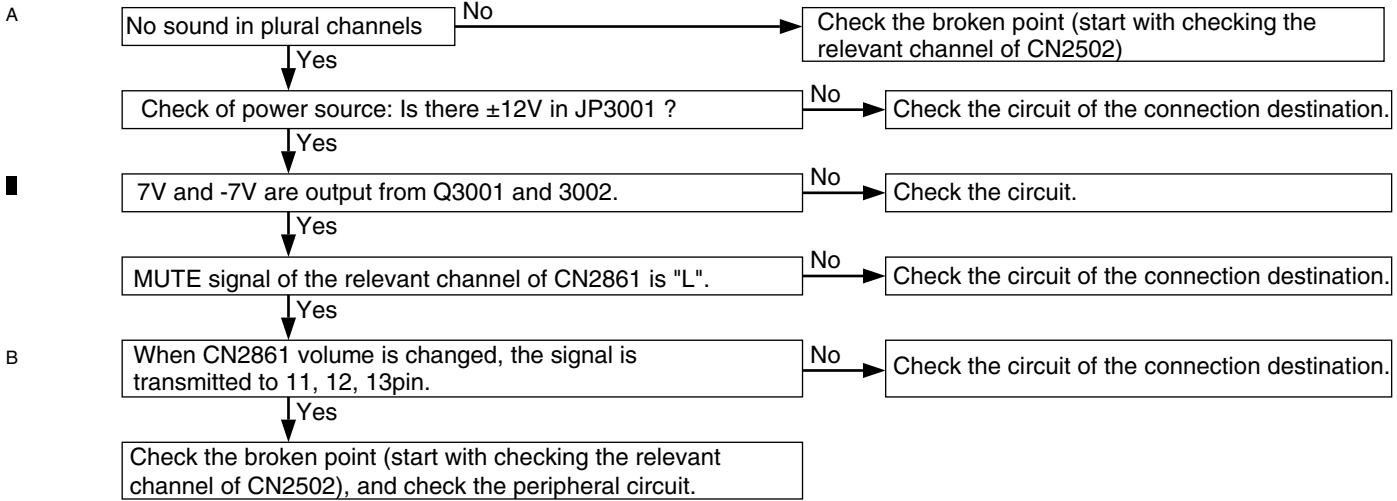 A
No sound in plural channels
No
Check the broken point (start with checking the
relevant channel of CN2502)
Yes
Check of power source: Is there ±12V in JP3001 ?
No
Check the circuit of the connection destination.
Yes
7V and -7V are output from Q3001 and 3002.
No
Check the circuit.
Yes
MUTE signal of the relevant channel of CN2861 is "L".
No
Check the circuit of the connection destination.
Yes
B
When CN2861 volume is changed, the signal is
transmitted to 11, 12, 13pin.
No
Check the circuit of the connection destination.
Yes
Check the broken point (start with checking the relevant
channel of CN2502), and check the peripheral circuit.